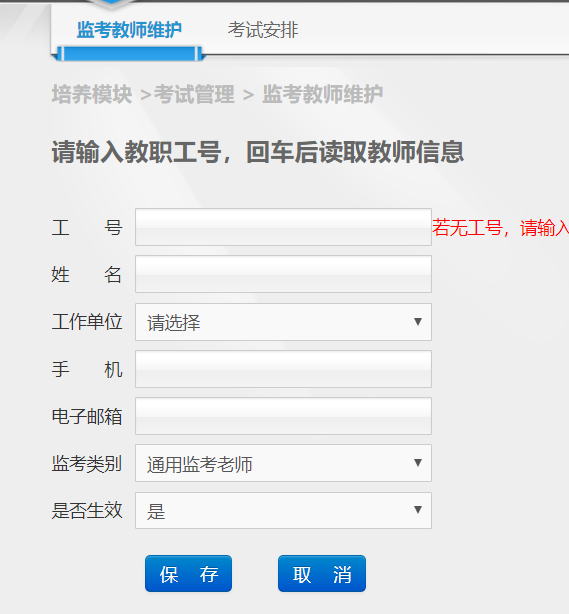 监考教师维护 考试安排
培养模块 >考试管理 > 监考教师维护
请输入教职工号，回车后读取教师信息
工 号 若无工号，请输入
姓 名
工作单位 请选择
手 机
电子邮箱
监考类别 通用监考老师
是否生效 是
保 存 取 消